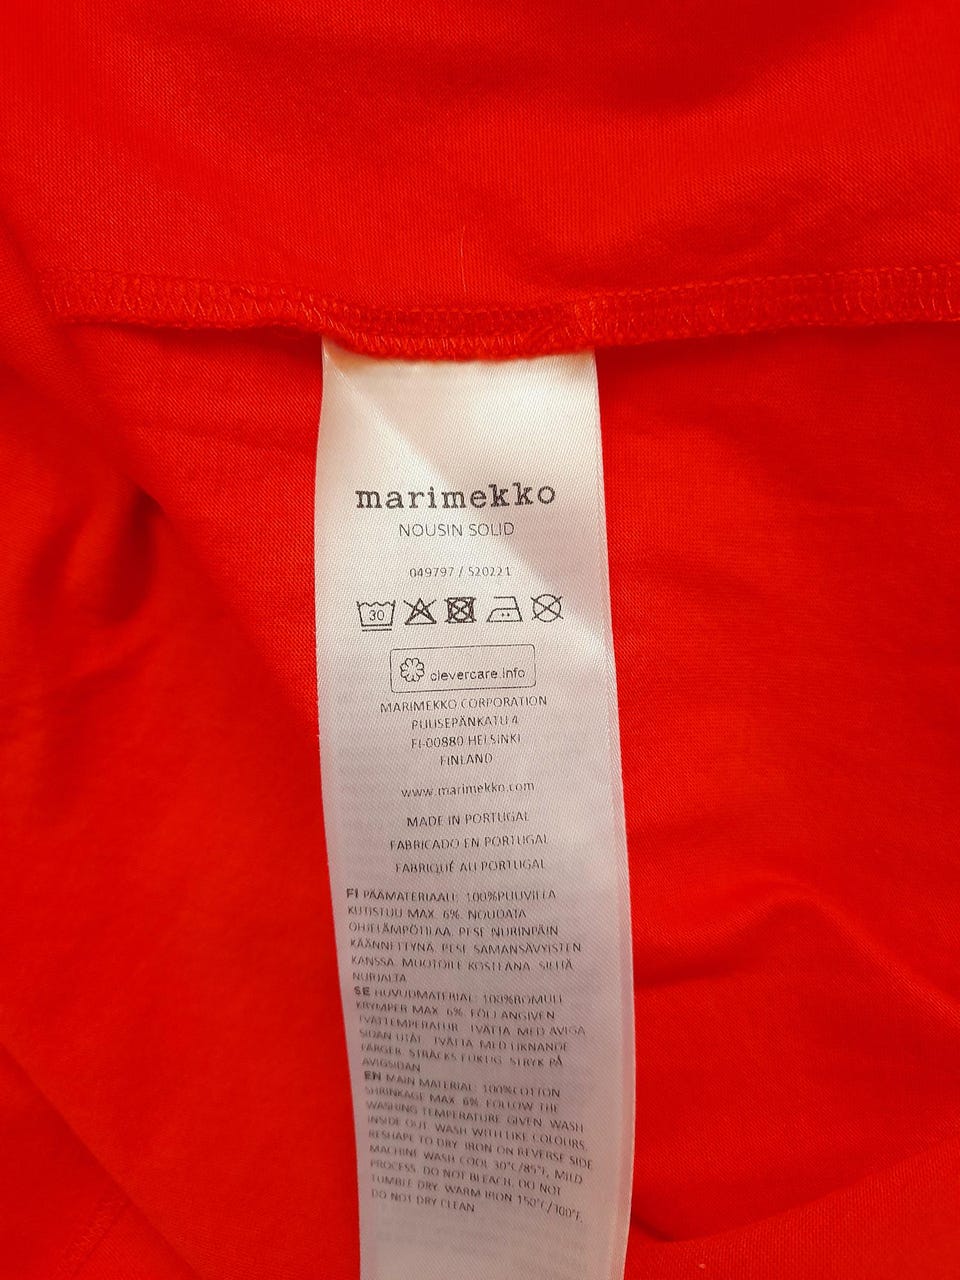 marimekko
NOUSIN SOLID
049797 / 520221
30
clevercare.info
MARIMEKKO CORPORATION
PUUSEPÄNKATU 4
FI-00880 HELSINKI
FINLAND
www.marimekko.com
MADE IN PORTUGAL
FABRICADO EN PORTUGAL
FABRIQUÉ AU PORTUGAL
FI PÄÄMATERIAALI: 100%PUUVILLA
KUTISTUU MAX. 6%. NOUDATA
OHJELÄMPÖTILAA. PESE NURINPÄIN
KÄÄNNETTYNÄ. PESE SAMANSÄVYISTEN
KANSSA. MUOTOILE KOSTEANA. SILITÄ
NURJALTA
SE HUVUDMATERIAL: 100%BOMULL
KRYMPER MAX. 6%. FÖLJ ANGIVEN
TVÄTTEMPERATUR. TVÄTTA MED AVIGA
SIDAN UTÅT. TVÄTTA MED LIKNANDE
FÄRGER. STRÄCKS FUKTIG. STRYK PÅ
AVIGSIDAN
EN MAIN MATERIAL: 100%COTTON
SHRINKAGE MAX. 6%. FOLLOW THE
WASHING TEMPERATURE GIVEN. WASH
INSIDE OUT. WASH WITH LIKE COLOURS.
RESHAPE TO DRY. IRON ON REVERSE SIDE
MACHINE WASH COOL 30°C/85°F, MILD
PROCESS. DO NOT BLEACH. DO NOT
TUMBLE DRY. WARM IRON 150°C/300°F.
DO NOT DRY CLEAN